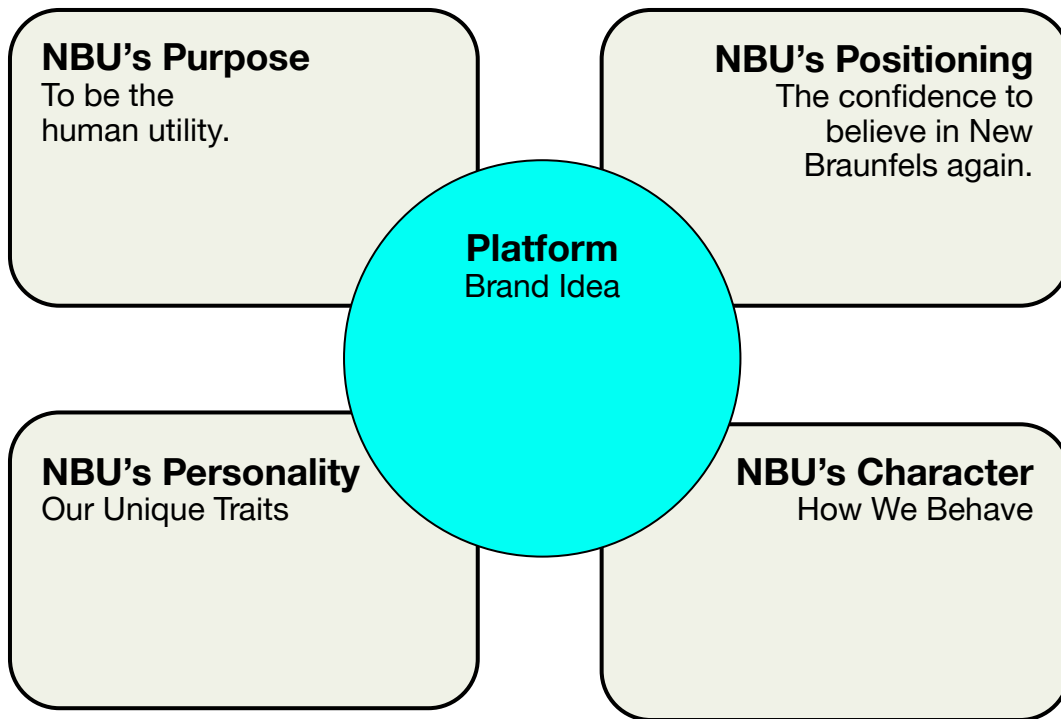 NBU’s Purpose
To be the
human utility.
NBU’s Positioning
The confidence to
believe in New
Braunfels again.
Platform
Brand Idea
NBU’s Personality
Our Unique Traits
NBU’s Character
How We Behave